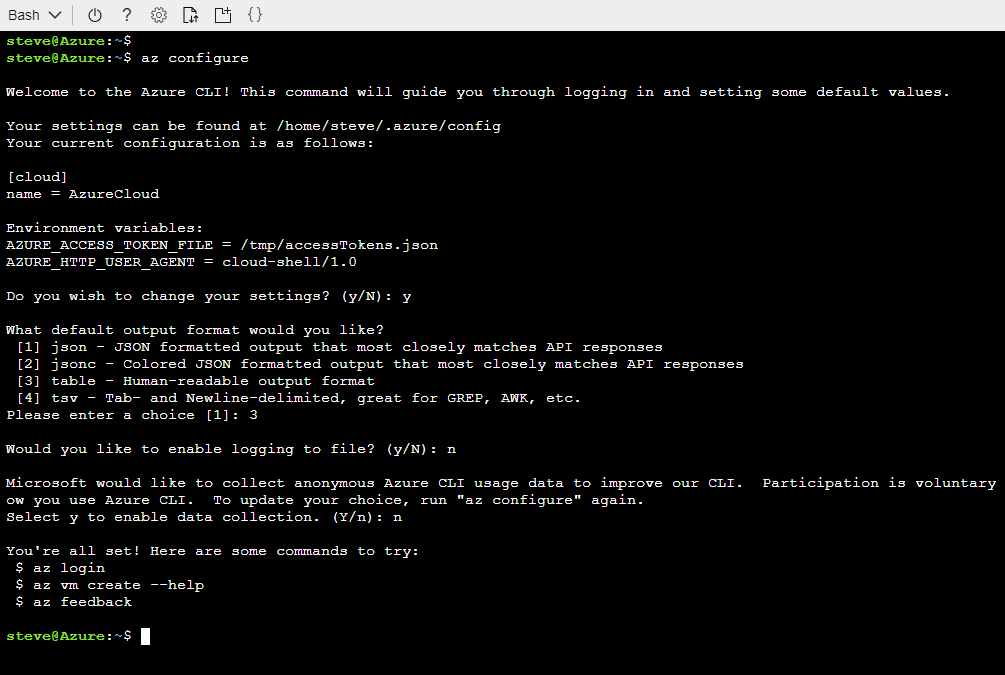 Bash
steve@Azure:~$
steve@Azure:~$ az configure
Welcome to the Azure CLI! This command will guide you through logging in and setting some default values.
Your settings can be found at /home/steve/.azure/config
Your current configuration is as follows:
[cloud]
name = AzureCloud
Environment variables:
AZURE_ACCESS_TOKEN_FILE = /tmp/accessTokens.json
AZURE_HTTP_USER_AGENT = cloud-shell/1.0
Do you wish to change your settings? (y/N): y
What default output format would you like?
[1] json - JSON formatted output that most closely matches API responses
[2] jsonc - Colored JSON formatted output that most closely matches API responses
[3] table - Human-readable output format
[4] tsv - Tab- and Newline-delimited, great for GREP, AWK, etc.
Please enter a choice [1]: 3
Would you like to enable logging to file? (y/N): n
Microsoft would like to collect anonymous Azure CLI usage data to improve our CLI.  Participation is voluntary
ow you use Azure CLI.  To update your choice, run "az configure" again.
Select y to enable data collection. (Y/n): n
You're all set! Here are some commands to try:
$ az login
$ az vm create --help
$ az feedback
steve@Azure:~$